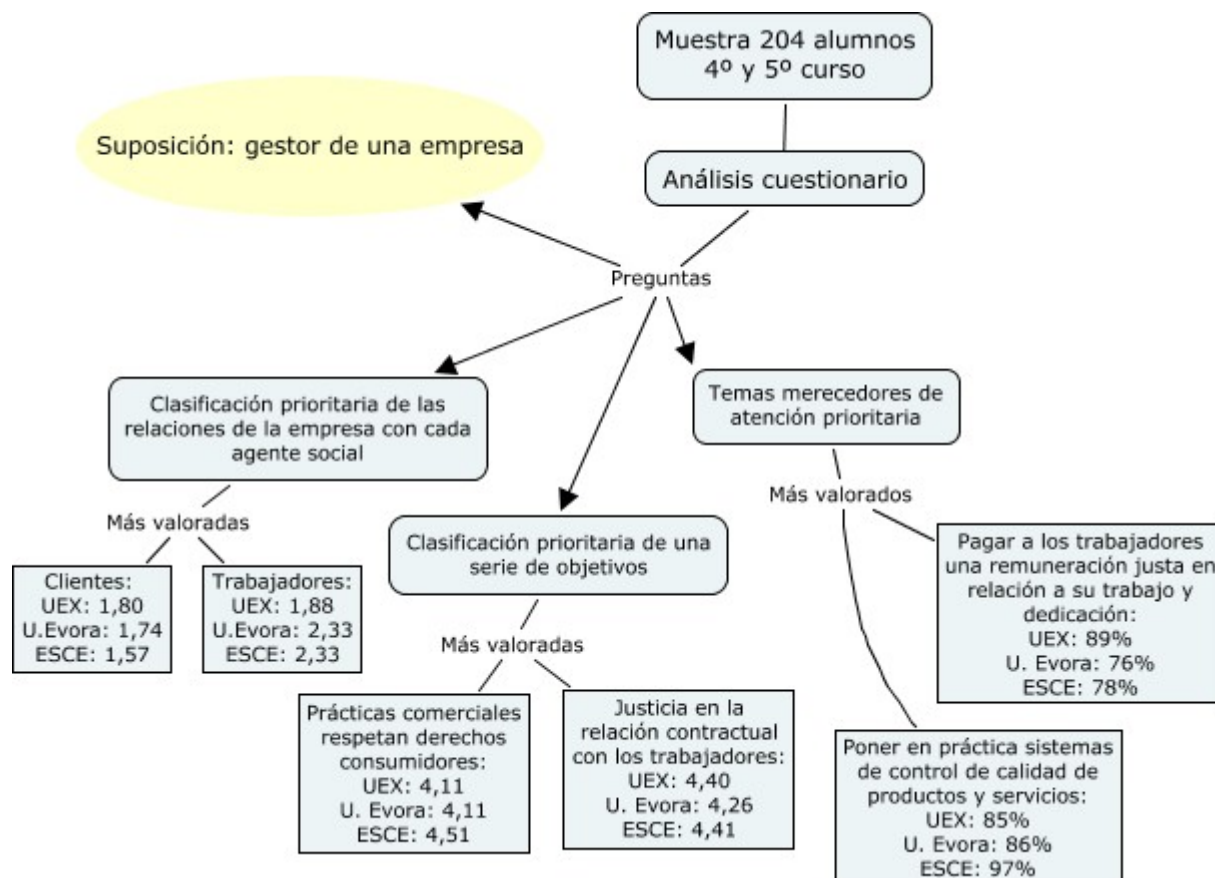 Muestra 204 alumnos
4º y 5º curso
Suposición: gestor de una empresa
Análisis cuestionario
Preguntas
Clasificación prioritaria de las
relaciones de la empresa con cada
agente social
Más valoradas
Clientes:
UEX: 1,80
U.Evora: 1,74
ESCE: 1,57
Trabajadores:
UEX: 1,88
U.Evora: 2,33
ESCE: 2,33
Clasificación prioritaria de una
serie de objetivos
Más valoradas
Prácticas comerciales
respetan derechos
consumidores:
UEX: 4,11
U. Evora: 4,11
ESCE: 4,51
Justicia en la
relación contractual
con los trabajadores:
UEX: 4,40
U. Evora: 4,26
ESCE: 4,41
Temas merecedores de
atención prioritaria
Más valorados
Pagar a los trabajadores
una remuneración justa en
relación a su trabajo y
dedicación:
UEX: 89%
U. Evora: 76%
ESCE: 78%
Poner en práctica sistemas
de control de calidad de
productos y servicios:
UEX: 85%
U. Evora: 86%
ESCE: 97%